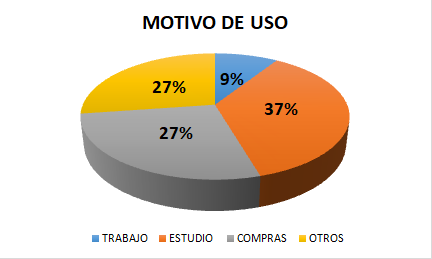 MOTIVO DE USO
27%
9%
37%
27%
TRABAJO ESTUDIO COMPRAS OTROS